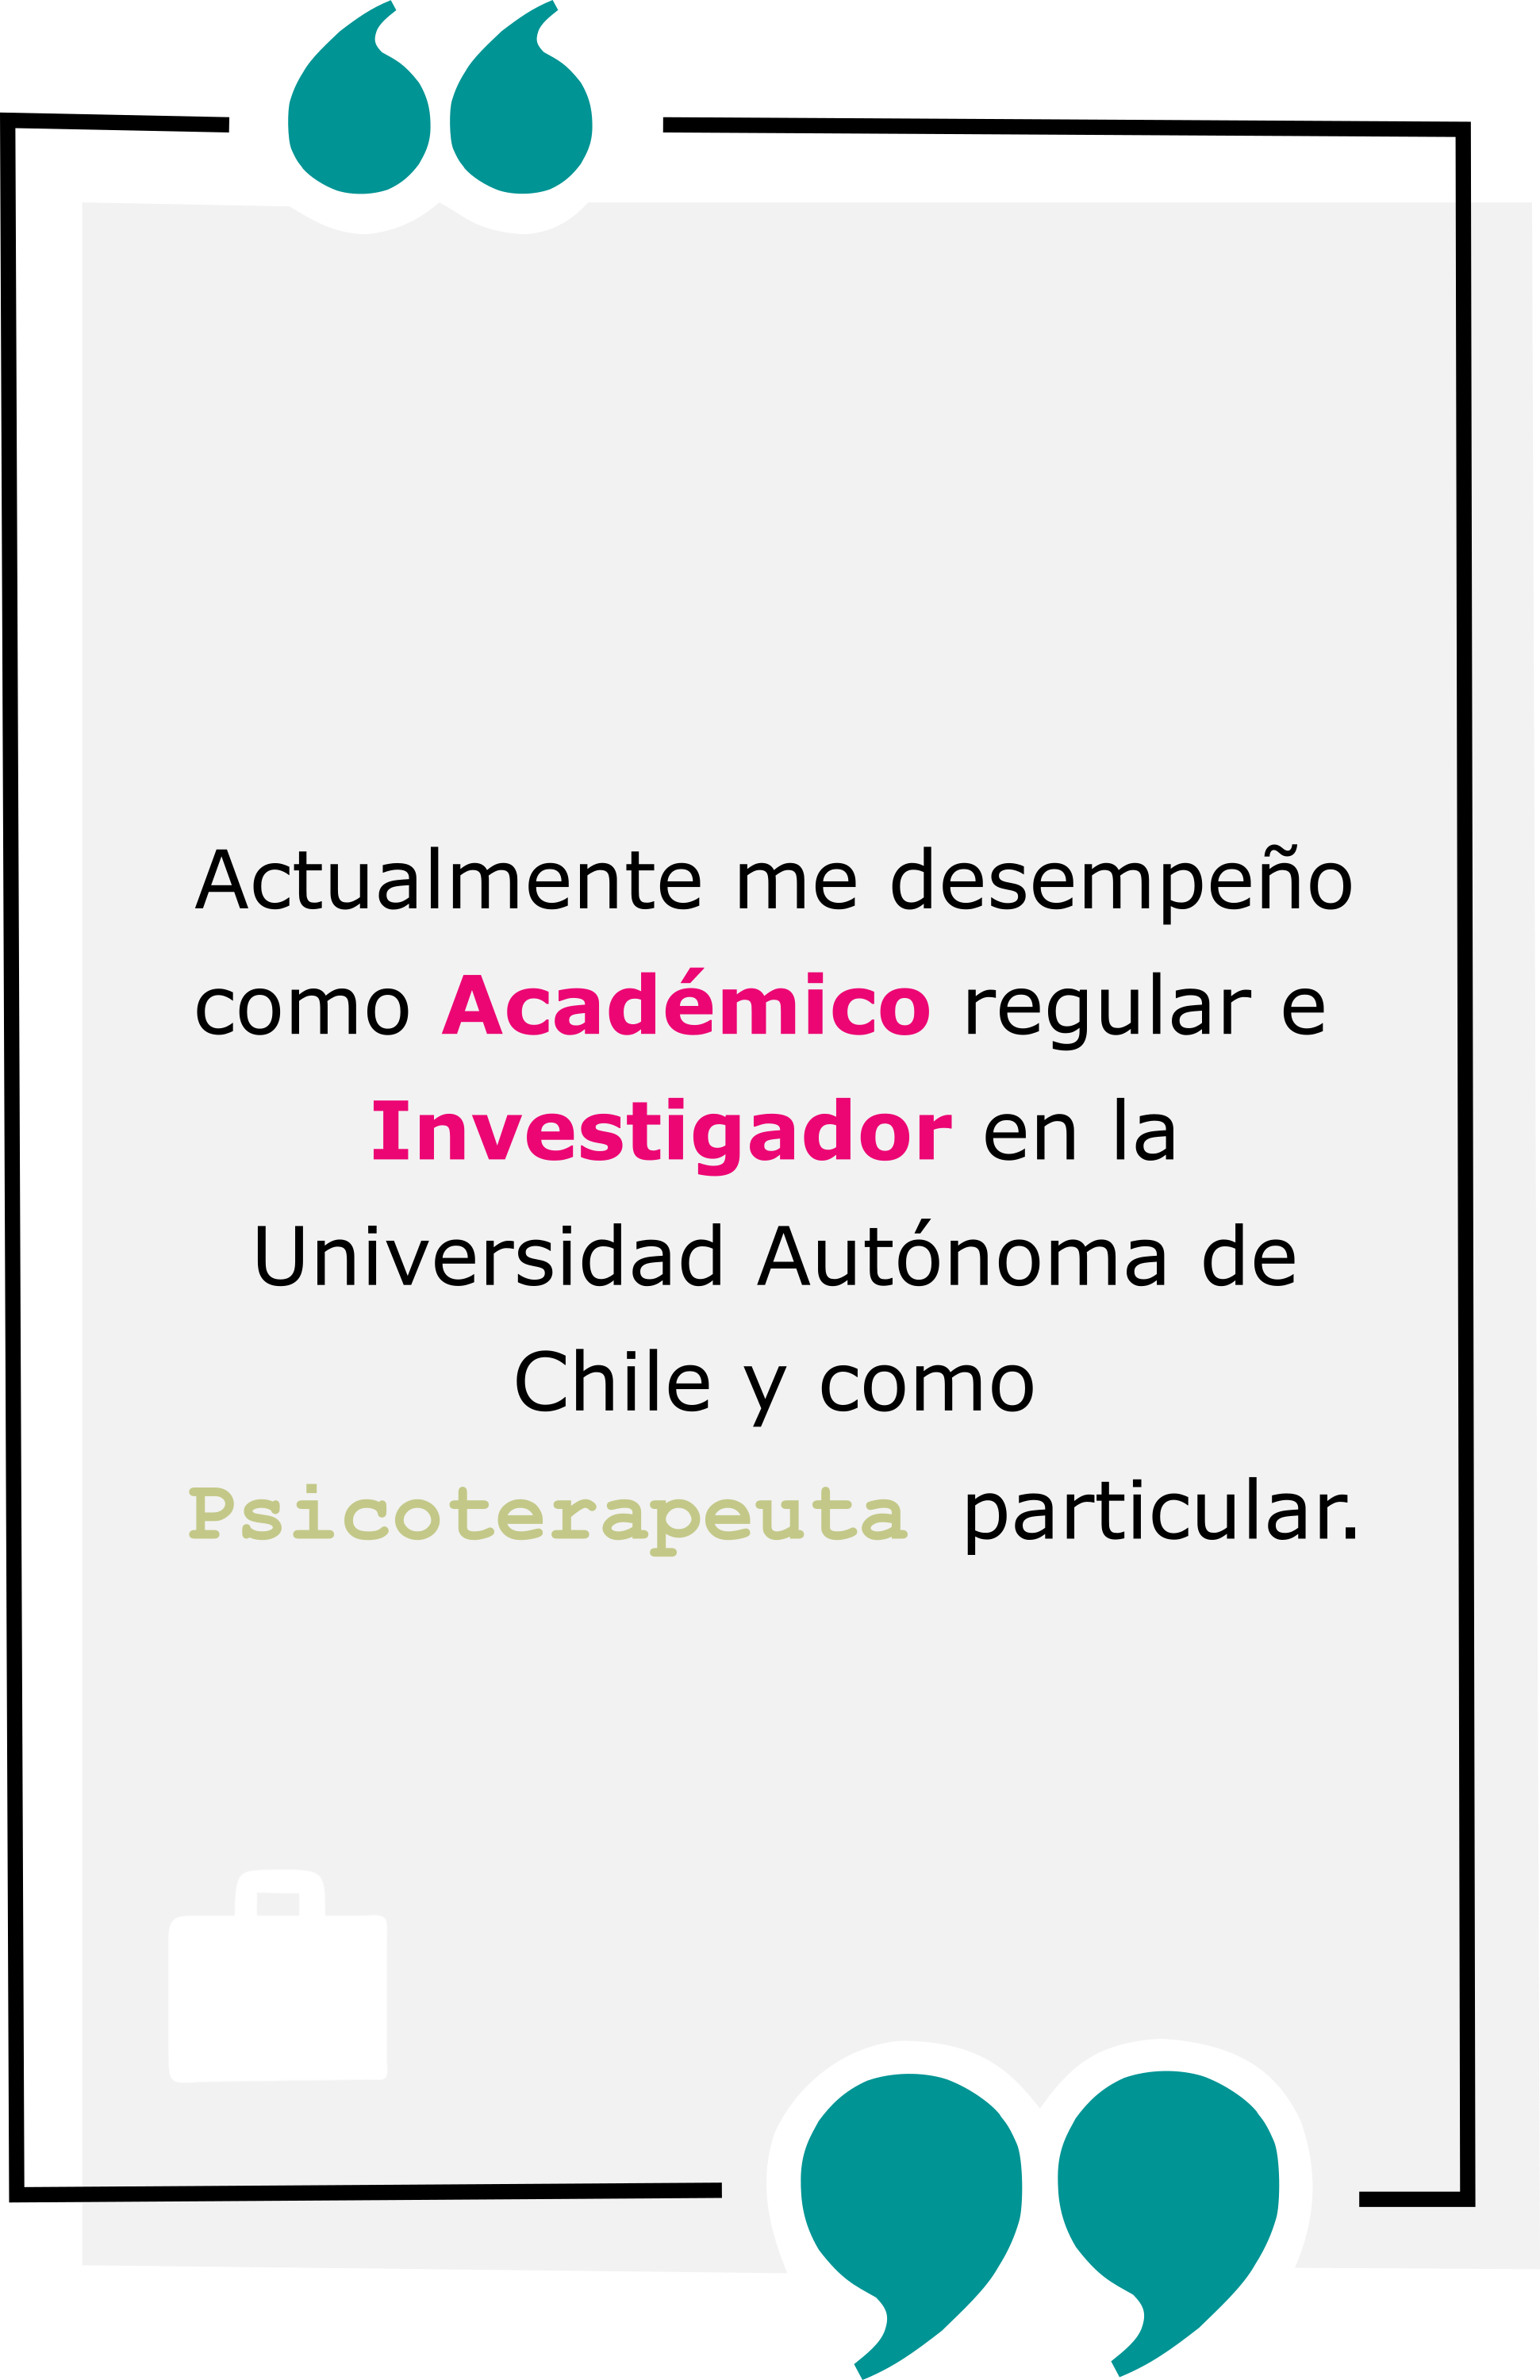 Actualmente me desempeño
como Académico regular e
Investigador en la
Universidad Autónoma de
Chile y como
Psicoterapeuta particular.